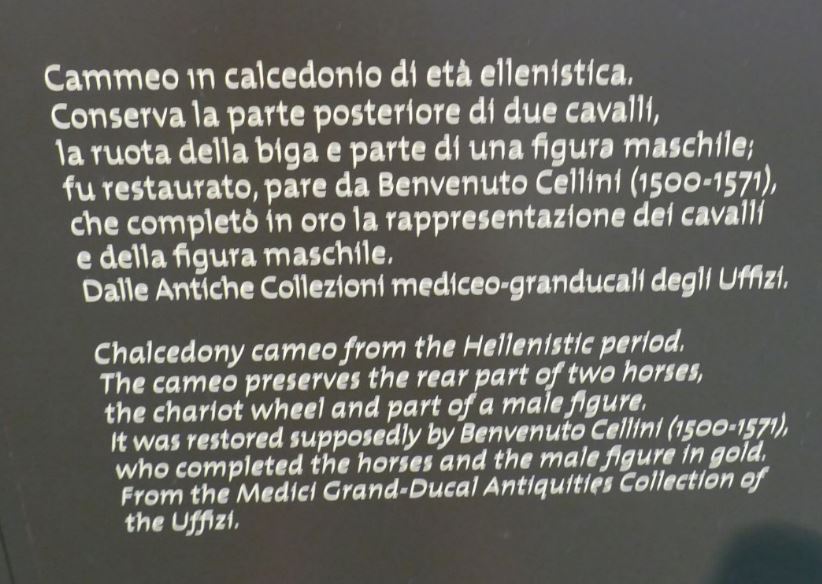 Cammeo in calcedonio di età ellenistica.
Conserva la parte posteriore di due cavalli,
la ruota della biga e parte di una figura maschile;
fu restaurato, pare da Benvenuto Cellini (1500-1571),
che completò in oro la rappresentazione dei cavalli
e della figura maschile.
Dalle Antiche Collezioni mediceo-granducali degli Uffizi.
Chalcedony cameo from the Hellenistic period.
The cameo preserves the rear part of two horses,
the chariot wheel and part of a male figure.
It was restored supposedly by Benvenuto Cellini (1500-1571),
who completed the horses and the male figure in gold.
From the Medici Grand-Ducal Antiquities Collection of
the Uffizi.